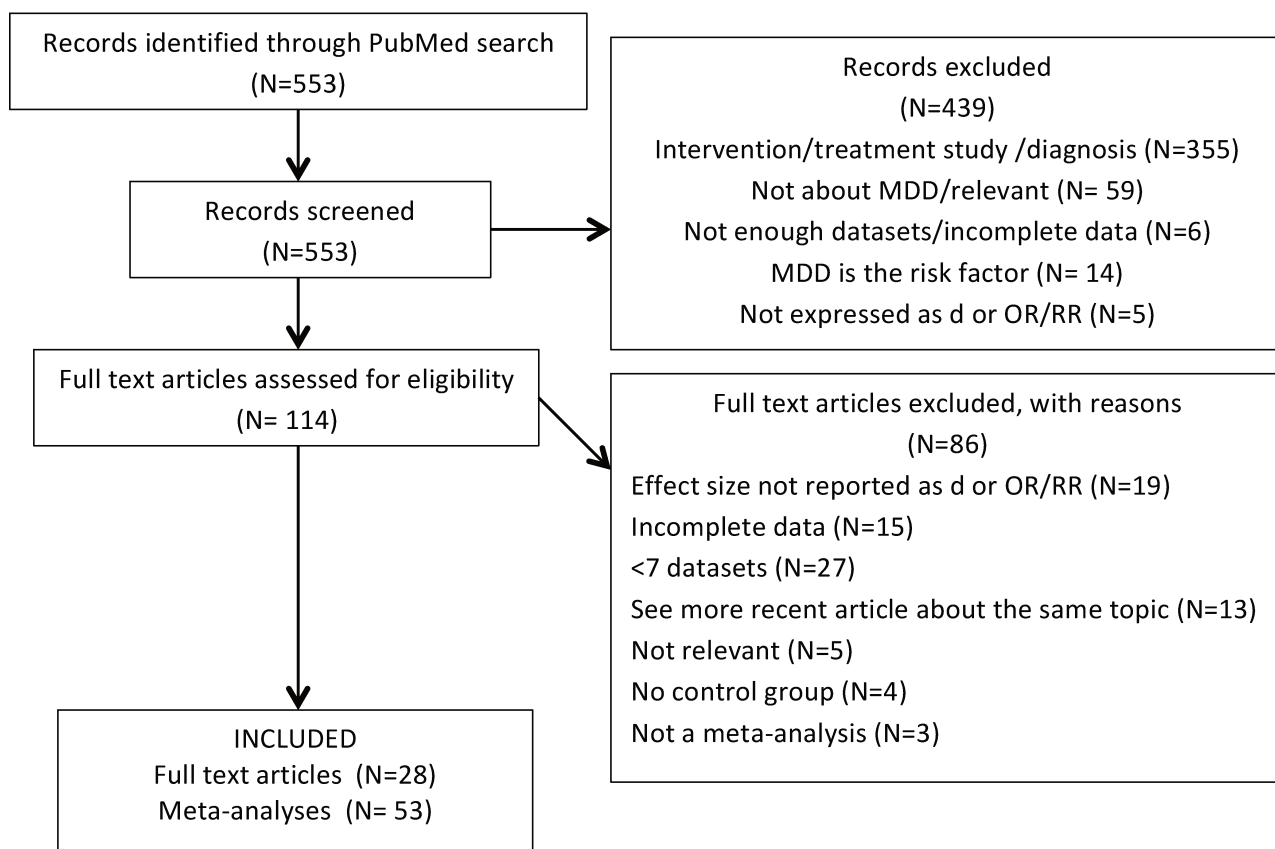 Records identified through PubMed search
(N=553)
Records screened
(N=553)
Records excluded
(N=439)
Intervention/treatment study /diagnosis (N=355)
Not about MDD/relevant (N= 59)
Not enough datasets/incomplete data (N=6)
MDD is the risk factor (N= 14)
Not expressed as d or OR/RR (N=5)
Full text articles assessed for eligibility
(N= 114)
Full text articles excluded, with reasons
(N=86)
Effect size not reported as d or OR/RR (N=19)
Incomplete data (N=15)
<7 datasets (N=27)
See more recent article about the same topic (N=13)
Not relevant (N=5)
No control group (N=4)
Not a meta-analysis (N=3)
INCLUDED
Full text articles  (N=28)
Meta-analyses  (N= 53)